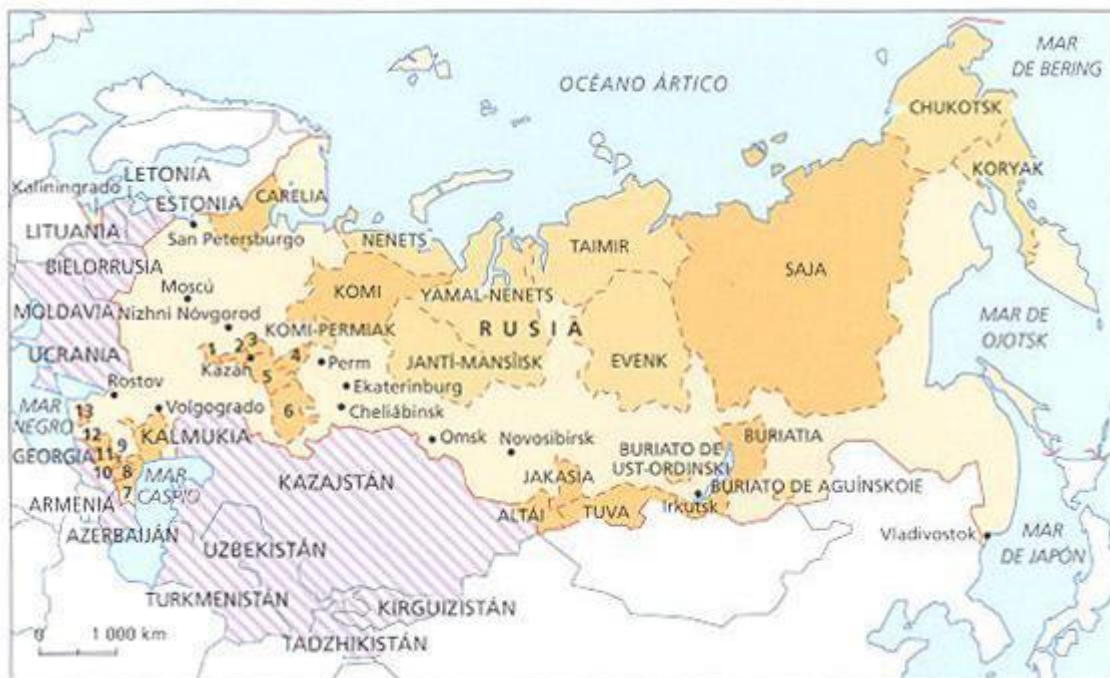 MAR
DE BERING
OCÉANO ÁRTICO
CHUKOTSK
KORYAK
LETONIA
Kaliningrado
ESTONIA
CARELIA
LITUANIA
San Petersburgo
NENETS
TAIMIR
BIELORRUSIA
SAJA
Moscú
KOMI
YAMAL-NENETS
MOLDAVIA
Nizhni Nóvgorod
KOMI-PERMIAK
RUSIA
MAR DE
OJOTSK
UCRANIA
1
2
3
4
Kazán
5
Perm
JANTÍ-MANSÏISK
EVENK
Rostov
Ekaterinburg
MAR
NEGRO
13
Volgogrado
6
Cheliábinsk
12
9
KALMUKIA
Omsk
Novosibirsk
BURIATO DE
UST-ORDINSKI
BURIATIA
GEORGIA
11
10
8
7
MAR
CASPIO
KAZAJSTÁN
JAKASIA
BURIATO DE AGUÍNSKOIE
ARMENIA
ALTÁI
TUVA
Irkutsk
AZERBAIJÁN
UZBEKISTÁN
Vladivostok
MAR
DE JAPÓN
TURKMENISTÁN
KIRGUIZISTÁN
0
1 000 km
TADZHIKISTÁN